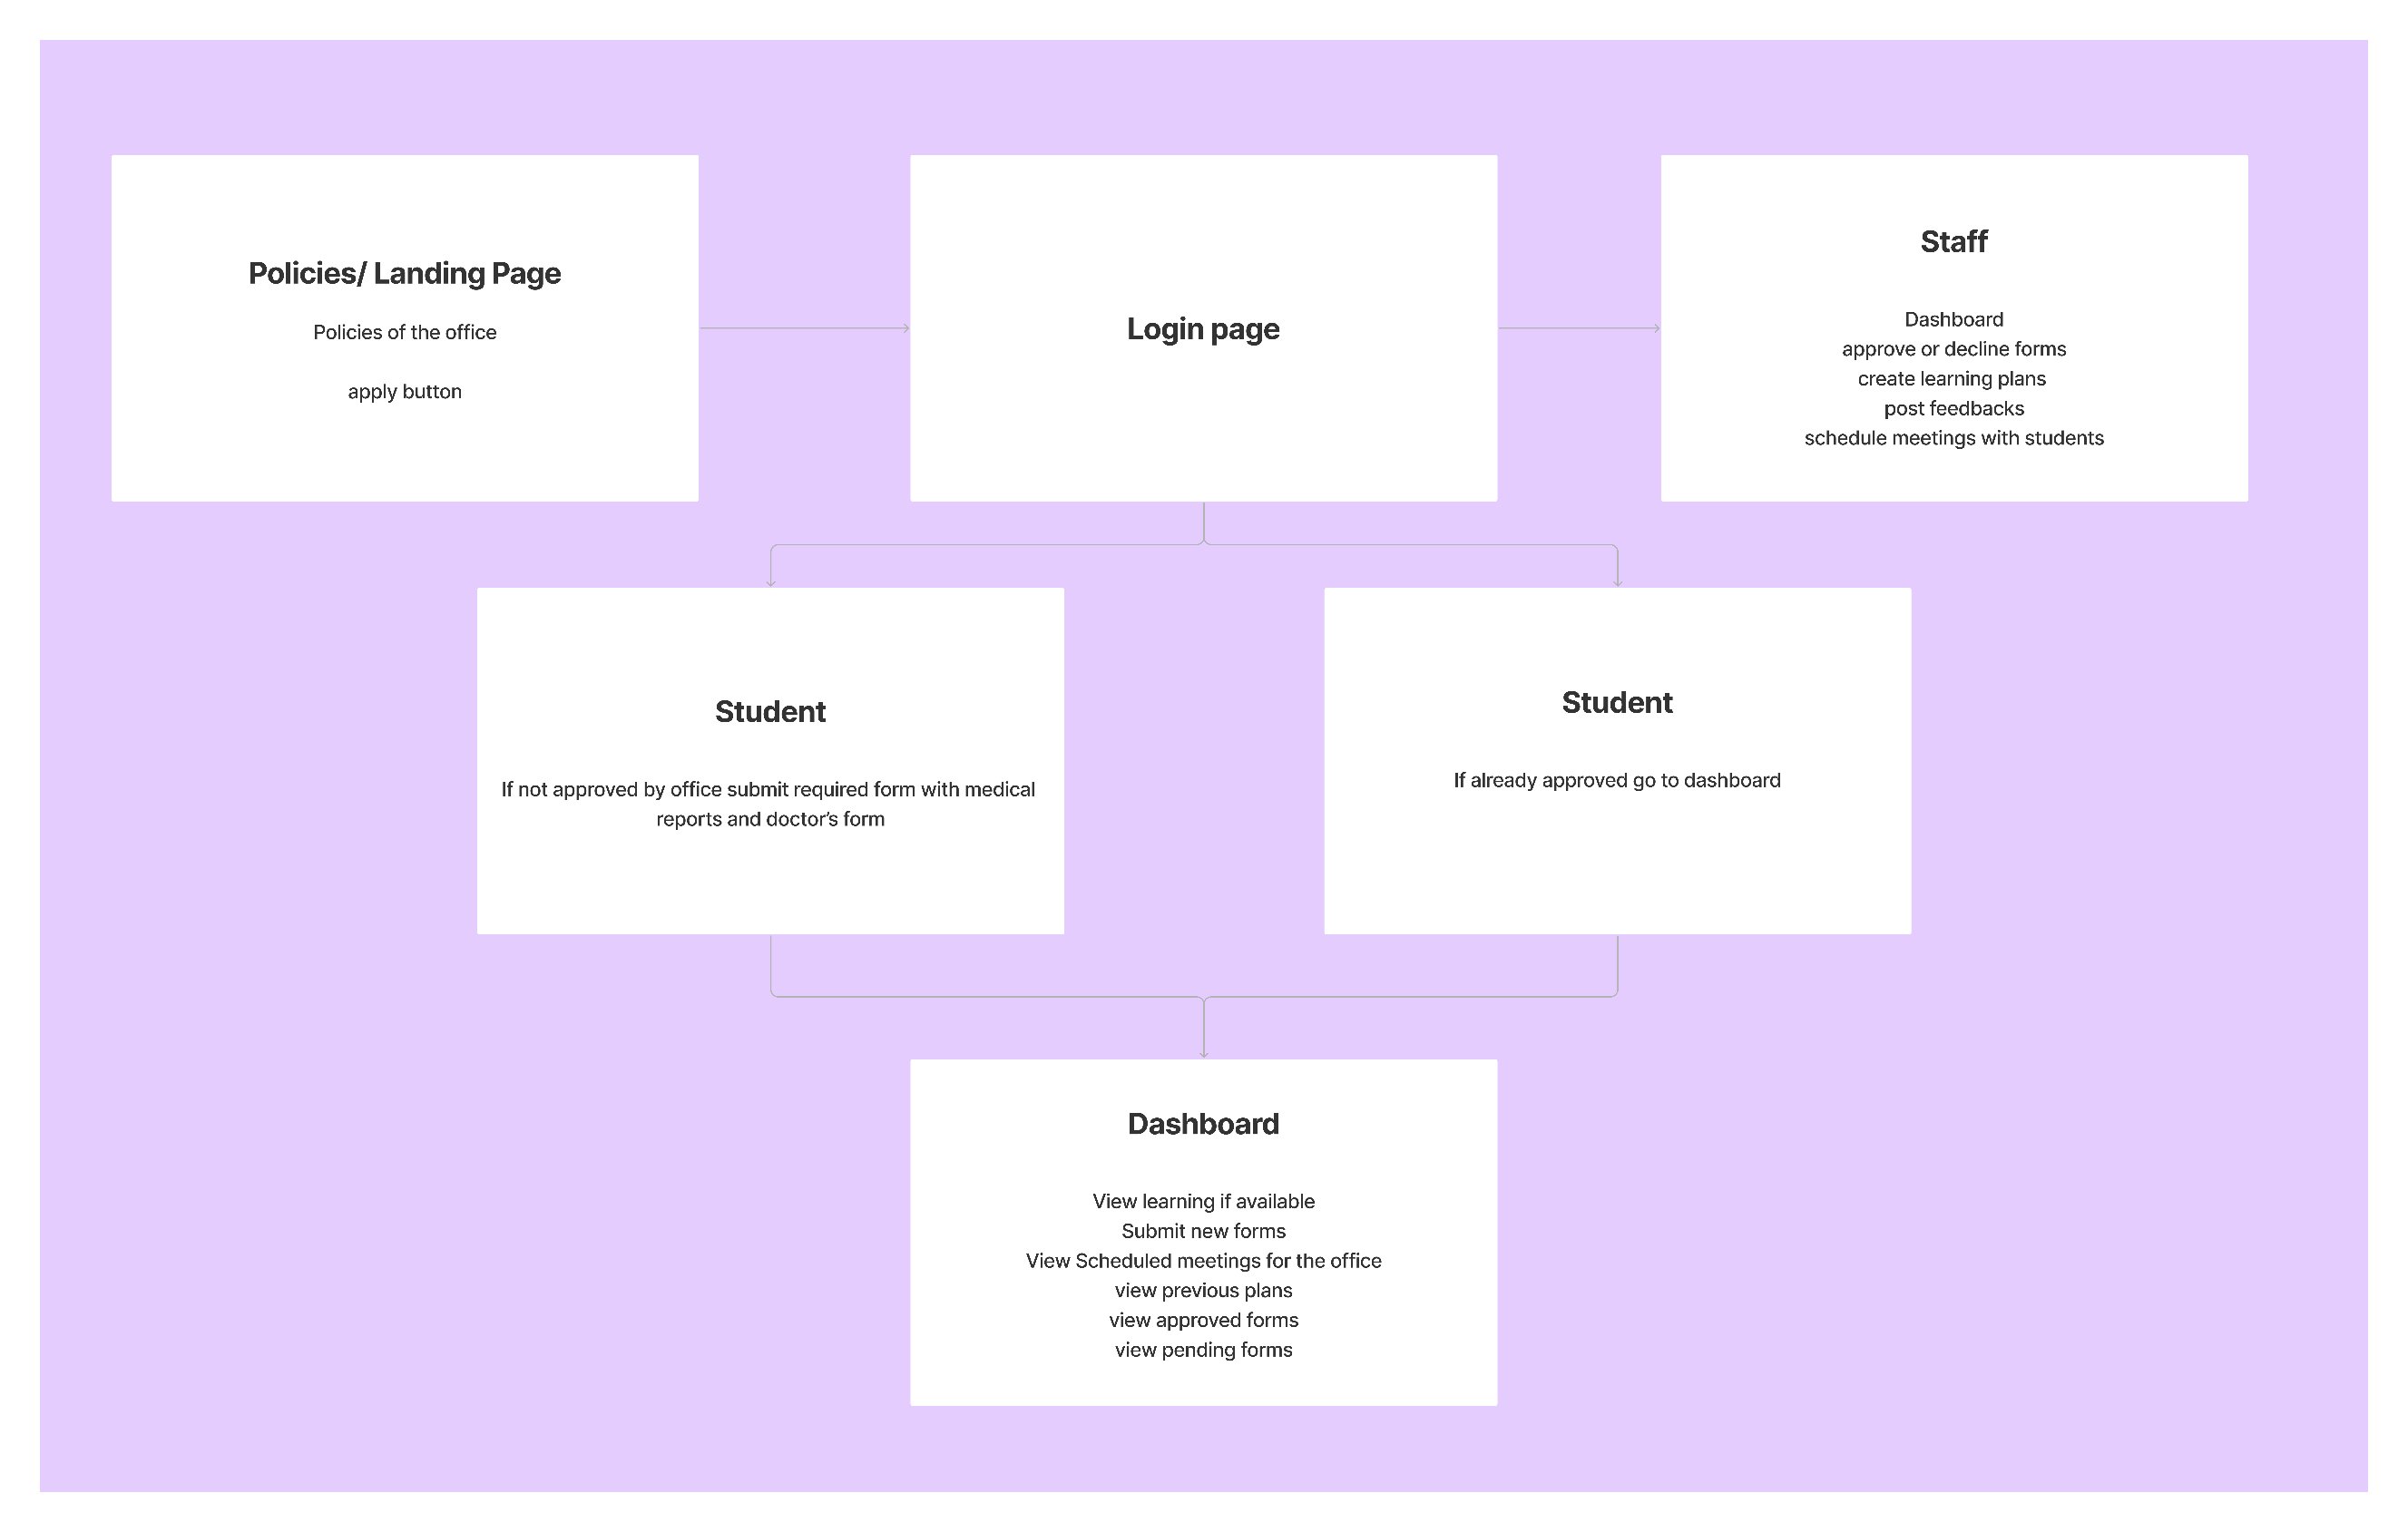 Policies/ Landing Page
Policies of the office
apply button
Login page
Staff
Dashboard
approve or decline forms
create learning plans
post feedbacks
schedule meetings with students
Student
If not approved by office submit required form with medical
reports and doctor’s form
Student
If already approved go to dashboard
Dashboard
View learning if available
Submit new forms
View Scheduled meetings for the office
view previous plans
view approved forms
view pending forms